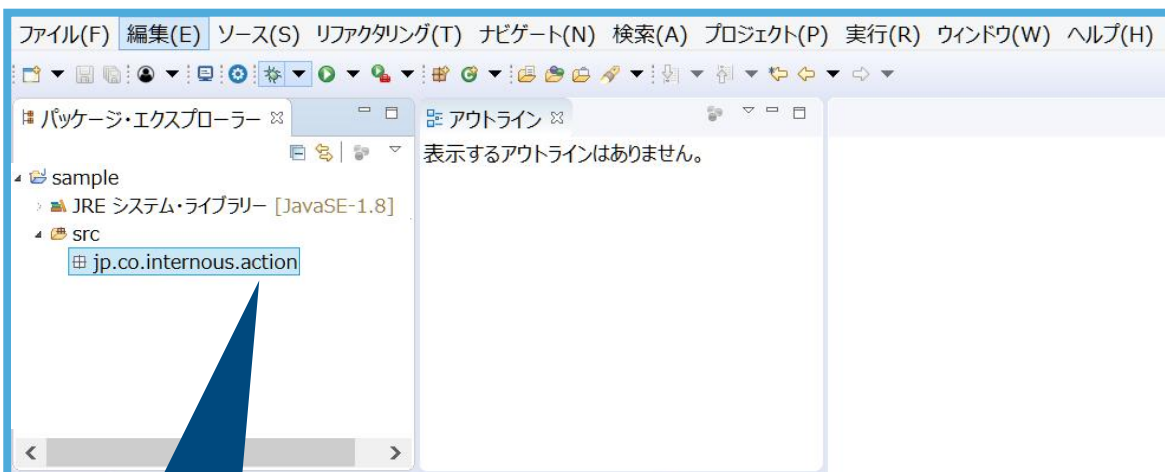 ファイル(F) 編集(E) ソース(S) リファクタリング(T) ナビゲート(N) 検索(A) プロジェクト(P) 実行(R) ウィンドウ(W) ヘルプ(H)
パッケージ・エクスプローラー
アウトライン
表示するアウトラインはありません。
sample
JRE システム・ライブラリー [JavaSE-1.8]
src
jp.co.internous.action